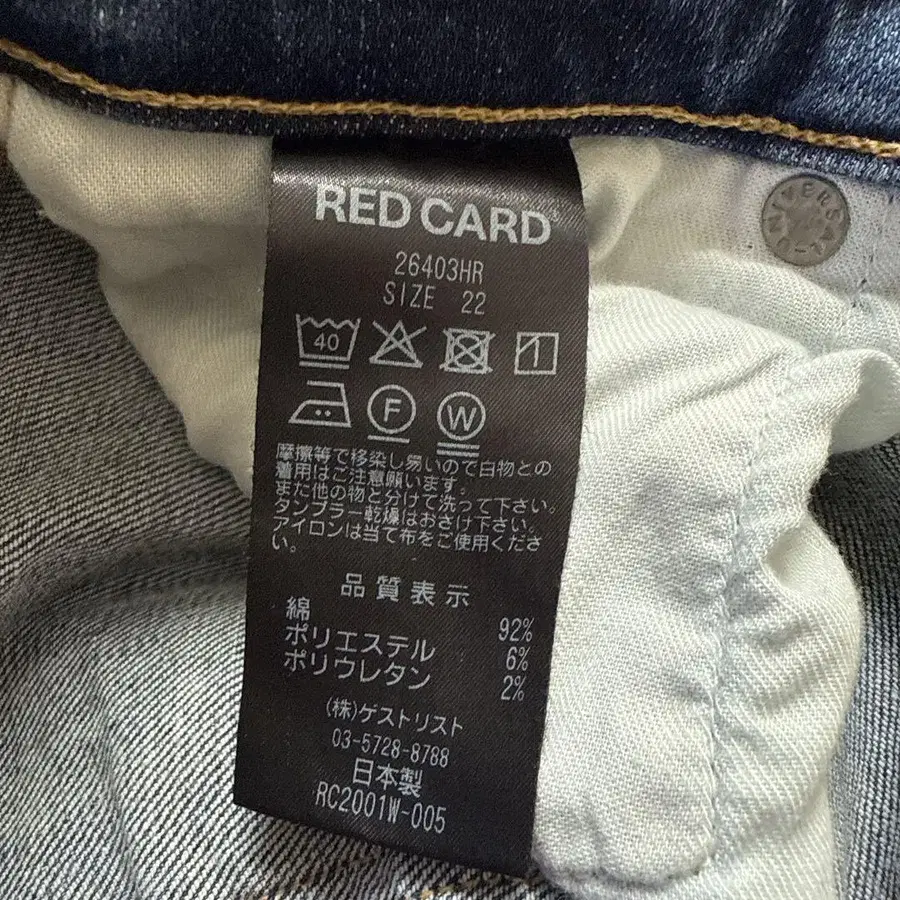 RED CARD
26403HR
SIZE 22
40
F
W
摩擦等で移染し易いので白物との
着用はご注意願います。
また他の物と分けて洗って下さい。
タンブラー乾燥はおさけ下さい。
アイロンは当て布をご使用くださ
い。
品質表示
綿 92%
ポリエステル 6%
ポリウレタン 2%
(株)ゲストリスト
03-5728-8788
日本製
RC2001W-005
UNIVERSAL